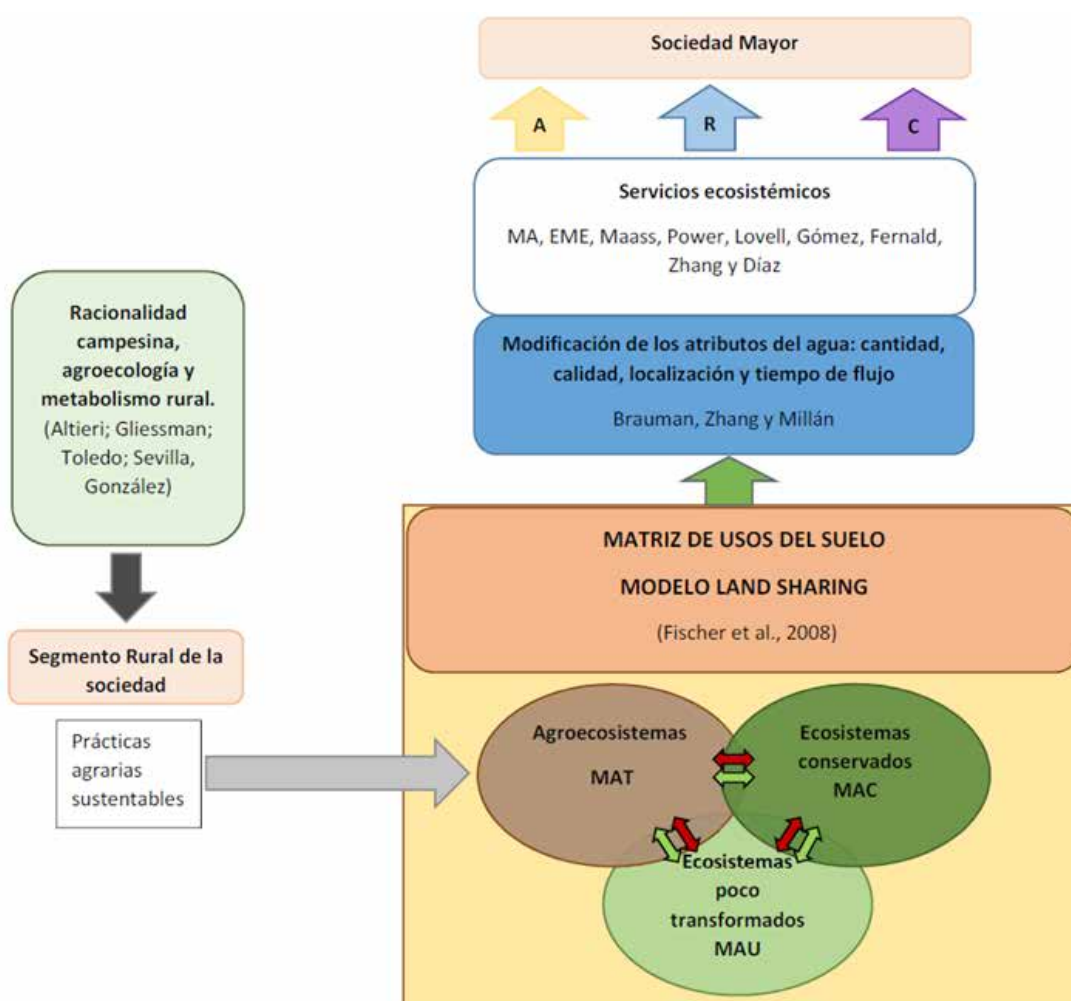 Sociedad Mayor
A
R
C
Servicios ecosistémicos
MA, EME, Maass, Power, Lovell, Gómez, Fernald,
Zhang y Díaz
Modificación de los atributos del agua: cantidad,
calidad, localización y tiempo de flujo
Brauman, Zhang y Millán
Racionalidad
campesina,
agroecología y
metabolismo rural.
(Altieri; Gliessman;
Toledo; Sevilla,
González)
Segmento Rural de la
sociedad
Prácticas
agrarias
sustentables
MATRIZ DE USOS DEL SUELO
MODELO LAND SHARING
(Fischer et al., 2008)
Agroecosistemas
MAT
Ecosistemas
conservados
MAC
Ecosistemas
poco
transformados
MAU